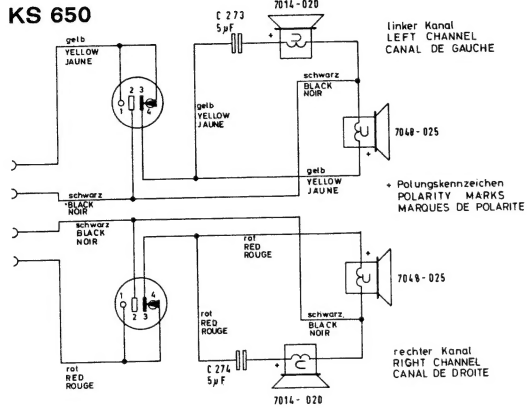 KS 650
7014-020
C 273
5µF
+
linker Kanal
LEFT CHANNEL
CANAL DE GAUCHE
gelb
YELLOW
JAUNE
2 3
1 4
gelb
YELLOW
JAUNE
schwarz
BLACK
NOIR
7048-025
+
gelb
YELLOW
JAUNE
+ Polungskennzeichen
POLARITY MARKS
MARQUES DE POLARITE
schwarz
BLACK
NOIR
schwarz
BLACK
NOIR
rot
RED
ROUGE
+
7048-025
1 4
2 3
rot
RED
ROUGE
schwarz
BLACK
NOIR
rot
RED
ROUGE
C 274
5µF
+
7014-020
rechter Kanal
RIGHT CHANNEL
CANAL DE DROITE